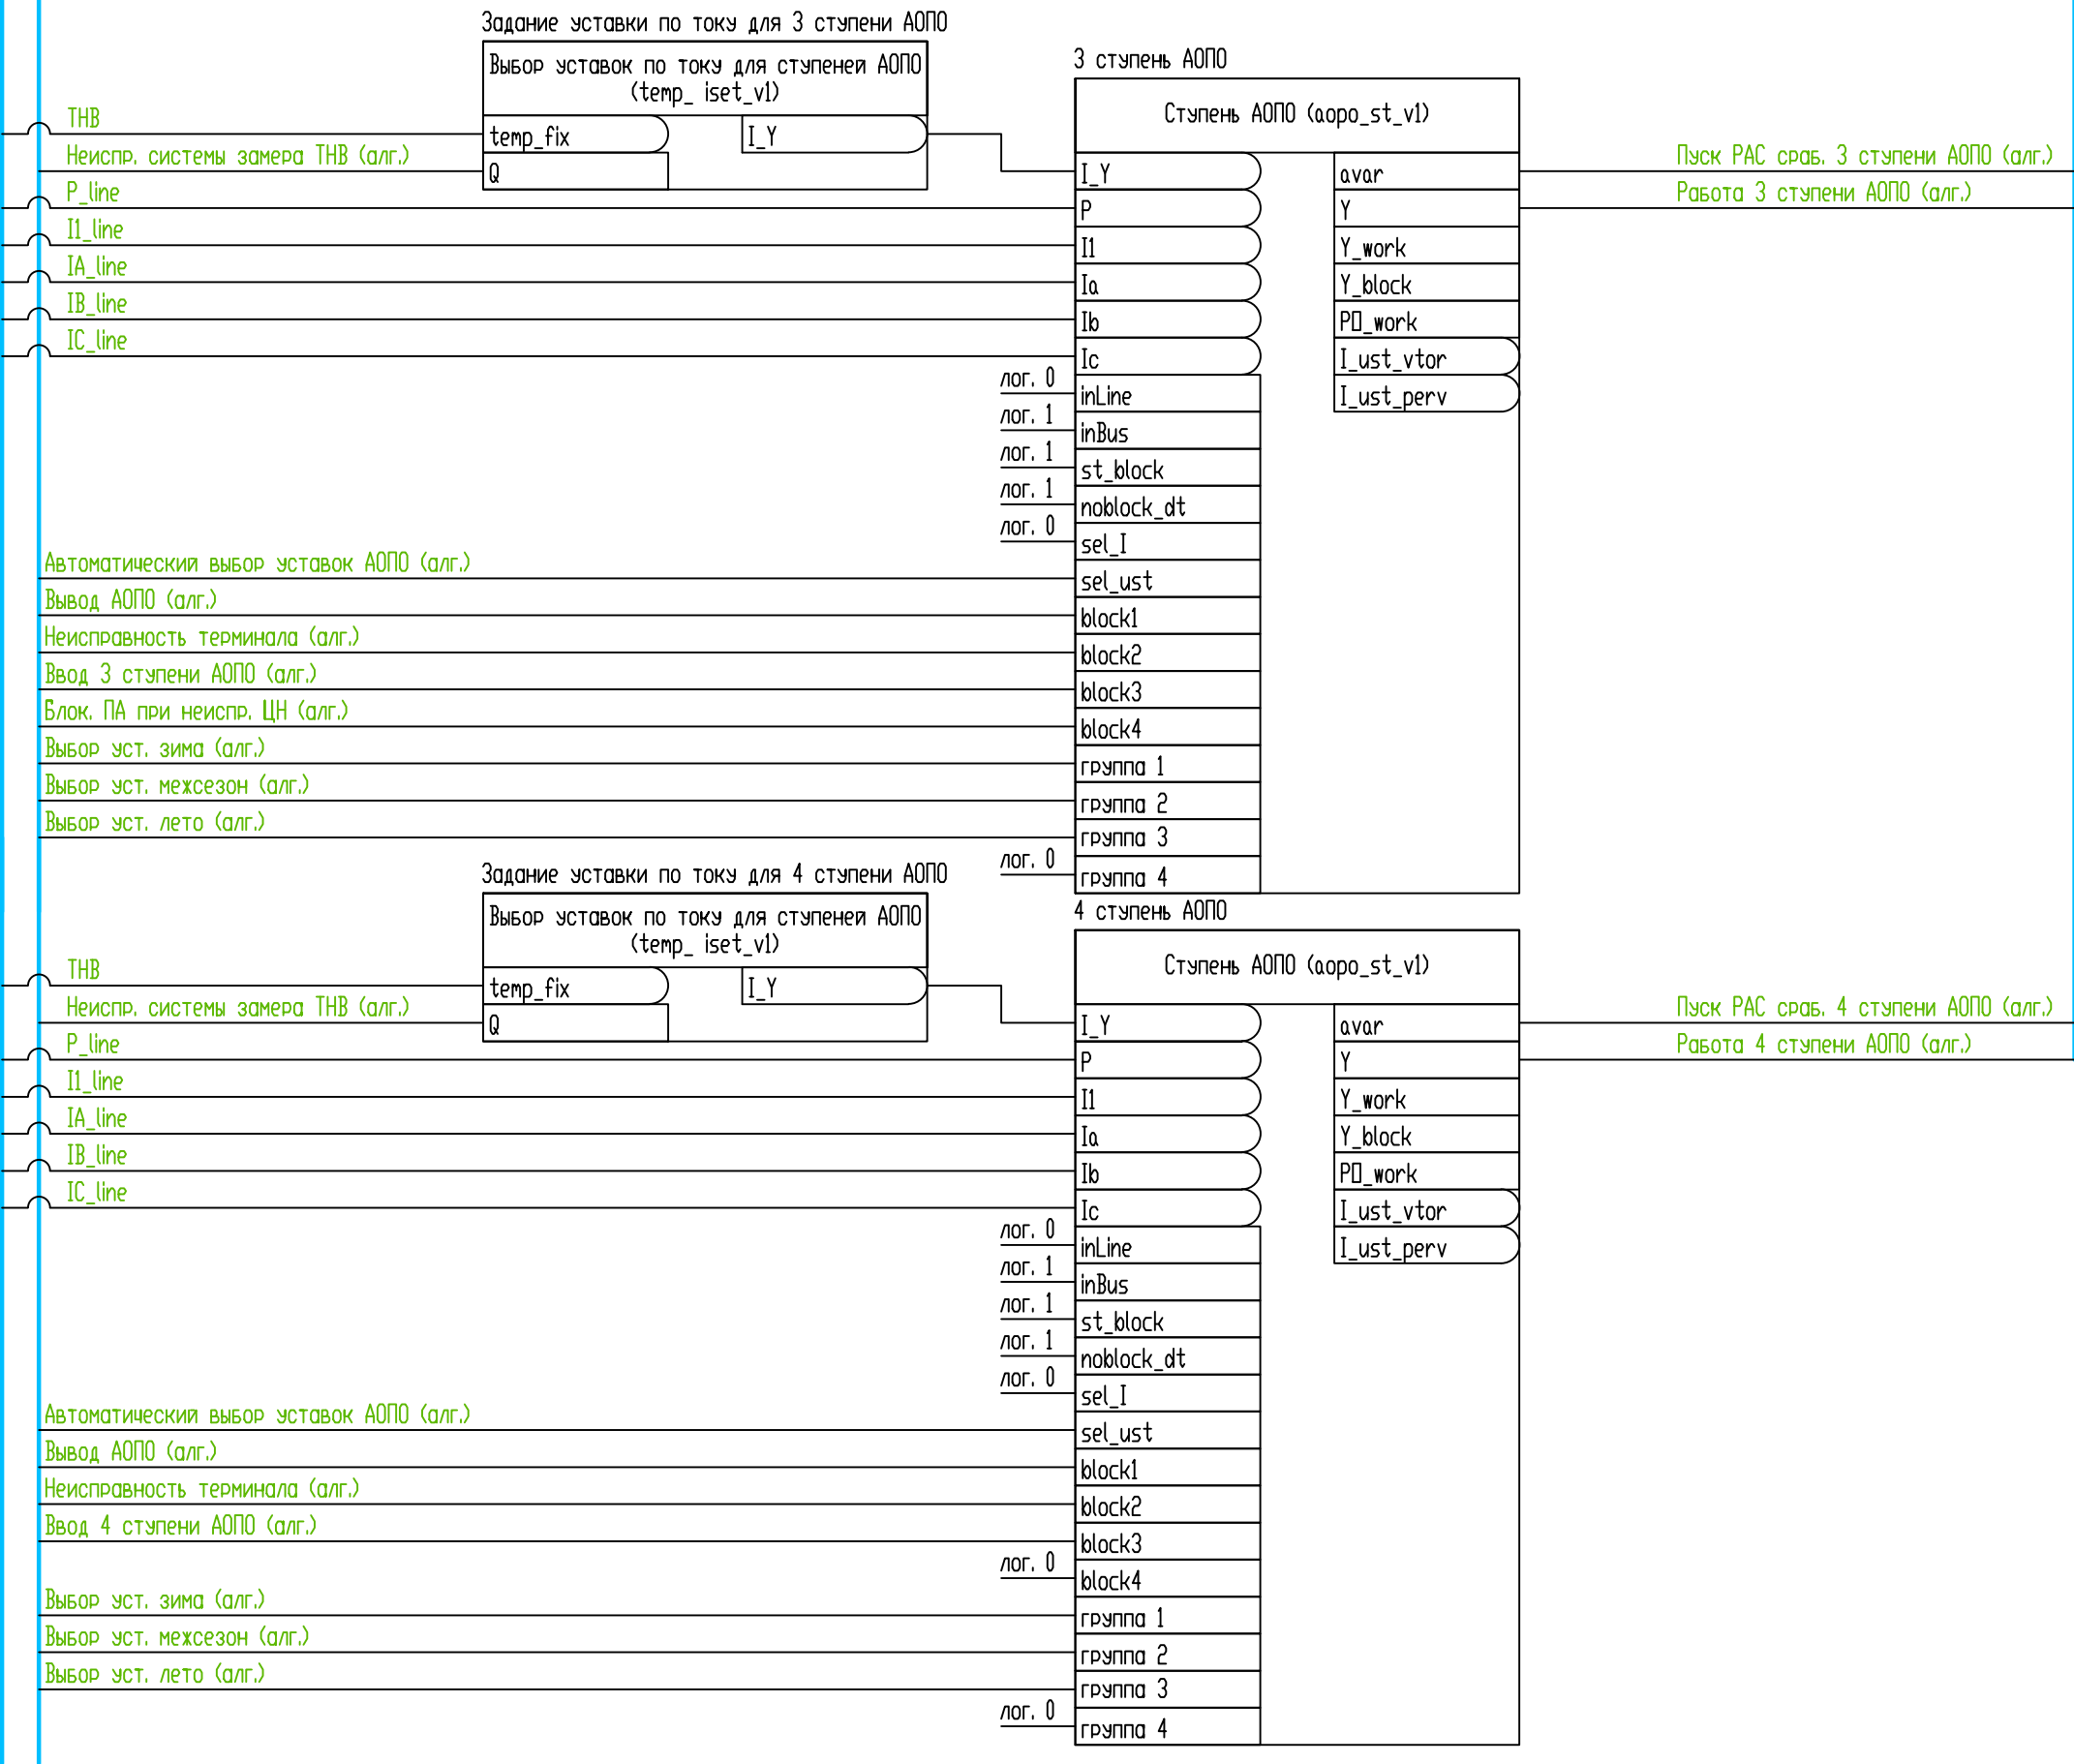 Задание уставки по току для 3 ступени АОПО
Выбор уставок по току для ступеней АОПО
(temp_ iset_v1)
ТНВ
temp_fix
I_Y
Неиспр. системы замера ТНВ (алг.)
Q
3 ступень АОПО
Ступень АОПО (aopo_st_v1)
I_Y
avar
Пуск РАС сраб. 3 ступени АОПО (алг.)
P_line
P
Y
Работа 3 ступени АОПО (алг.)
I1_line
I1
Y_work
IA_line
Ia
Y_block
IB_line
Ib
P▯_work
IC_line
Ic
I_ust_vtor
лог. 0
inLine
I_ust_perv
лог. 1
inBus
лог. 1
st_block
лог. 1
noblock_dt
лог. 0
sel_I
Автоматический выбор уставок АОПО (алг.)
sel_ust
Вывод АОПО (алг.)
block1
Неисправность терминала (алг.)
block2
Ввод 3 ступени АОПО (алг.)
block3
Блок. ПА при неиспр. ЦН (алг.)
block4
Выбор уст. зима (алг.)
группа 1
Выбор уст. межсезон (алг.)
группа 2
Выбор уст. лето (алг.)
группа 3
лог. 0
группа 4
Задание уставки по току для 4 ступени АОПО
Выбор уставок по току для ступеней АОПО
(temp_ iset_v1)
ТНВ
temp_fix
I_Y
Неиспр. системы замера ТНВ (алг.)
Q
4 ступень АОПО
Ступень АОПО (aopo_st_v1)
I_Y
avar
Пуск РАС сраб. 4 ступени АОПО (алг.)
P_line
P
Y
Работа 4 ступени АОПО (алг.)
I1_line
I1
Y_work
IA_line
Ia
Y_block
IB_line
Ib
P▯_work
IC_line
Ic
I_ust_vtor
лог. 0
inLine
I_ust_perv
лог. 1
inBus
лог. 1
st_block
лог. 1
noblock_dt
лог. 0
sel_I
Автоматический выбор уставок АОПО (алг.)
sel_ust
Вывод АОПО (алг.)
block1
Неисправность терминала (алг.)
block2
Ввод 4 ступени АОПО (алг.)
block3
лог. 0
block4
Выбор уст. зима (алг.)
группа 1
Выбор уст. межсезон (алг.)
группа 2
Выбор уст. лето (алг.)
группа 3
лог. 0
группа 4